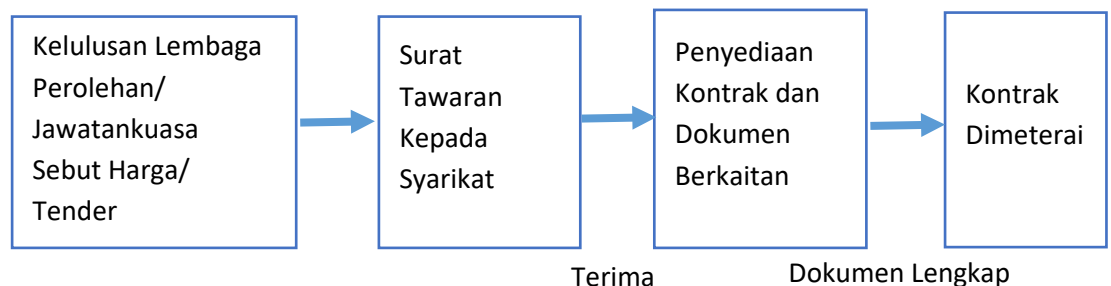 Kelulusan Lembaga
Perolehan/
Jawatankuasa
Sebut Harga/
Tender
Surat
Tawaran
Kepada
Syarikat
Penyediaan
Kontrak dan
Dokumen
Berkaitan
Kontrak
Dimeterai
Terima
Dokumen Lengkap